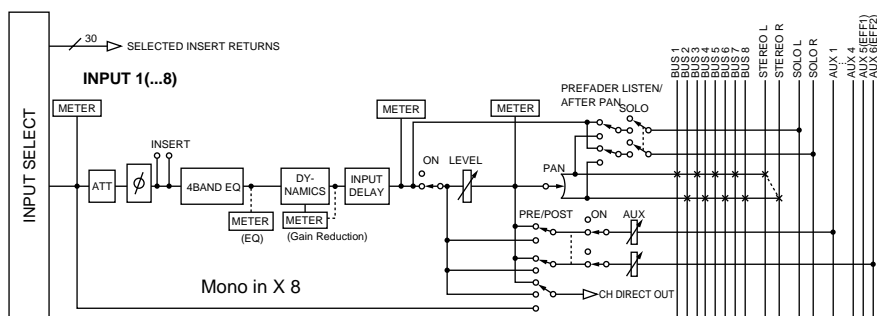 INPUT SELECT
30
SELECTED INSERT RETURNS
INPUT 1(...8)
METER
INSERT
ATT
ϕ
4BAND EQ
METER
(EQ)
DY-
NAMICS
METER
(Gain Reduction)
INPUT
DELAY
METER
ON
LEVEL
METER
PREFADER LISTEN/
AFTER PAN
SOLO
PAN
PRE/POST
ON
AUX
CH DIRECT OUT
Mono in X 8
BUS 1
BUS 2
BUS 3
BUS 4
BUS 5
BUS 6
BUS 7
BUS 8
STEREO L
STEREO R
SOLO L
SOLO R
AUX 1
...
AUX 4
AUX 5(EFF1)
AUX 6(EFF2)